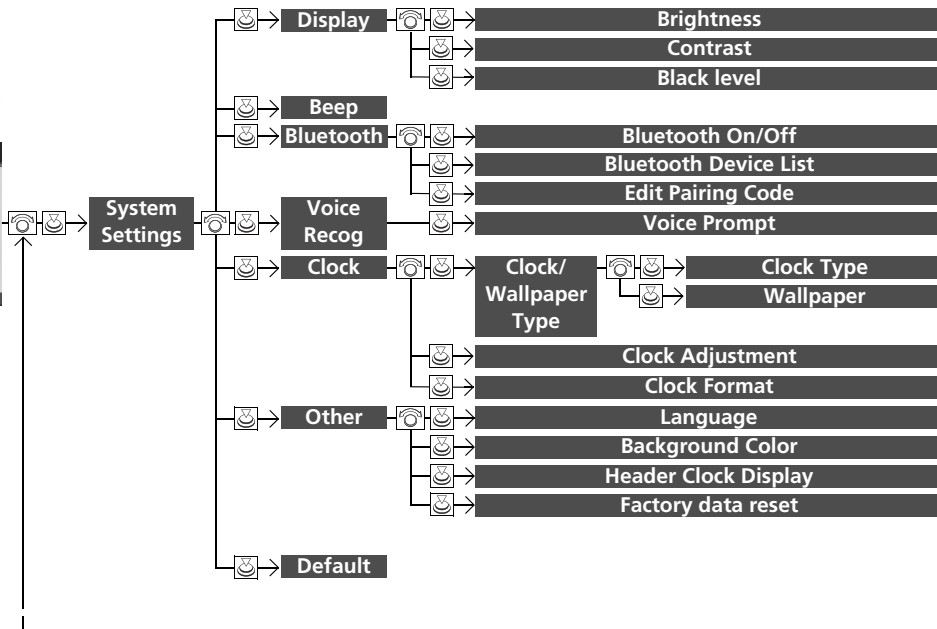 Display
Brightness
Contrast
Black level
Beep
Bluetooth
Bluetooth On/Off
Bluetooth Device List
Edit Pairing Code
System
Settings
Voice
Recog
Voice Prompt
Clock
Clock/
Wallpaper
Type
Clock Type
Wallpaper
Clock Adjustment
Clock Format
Other
Language
Background Color
Header Clock Display
Factory data reset
Default